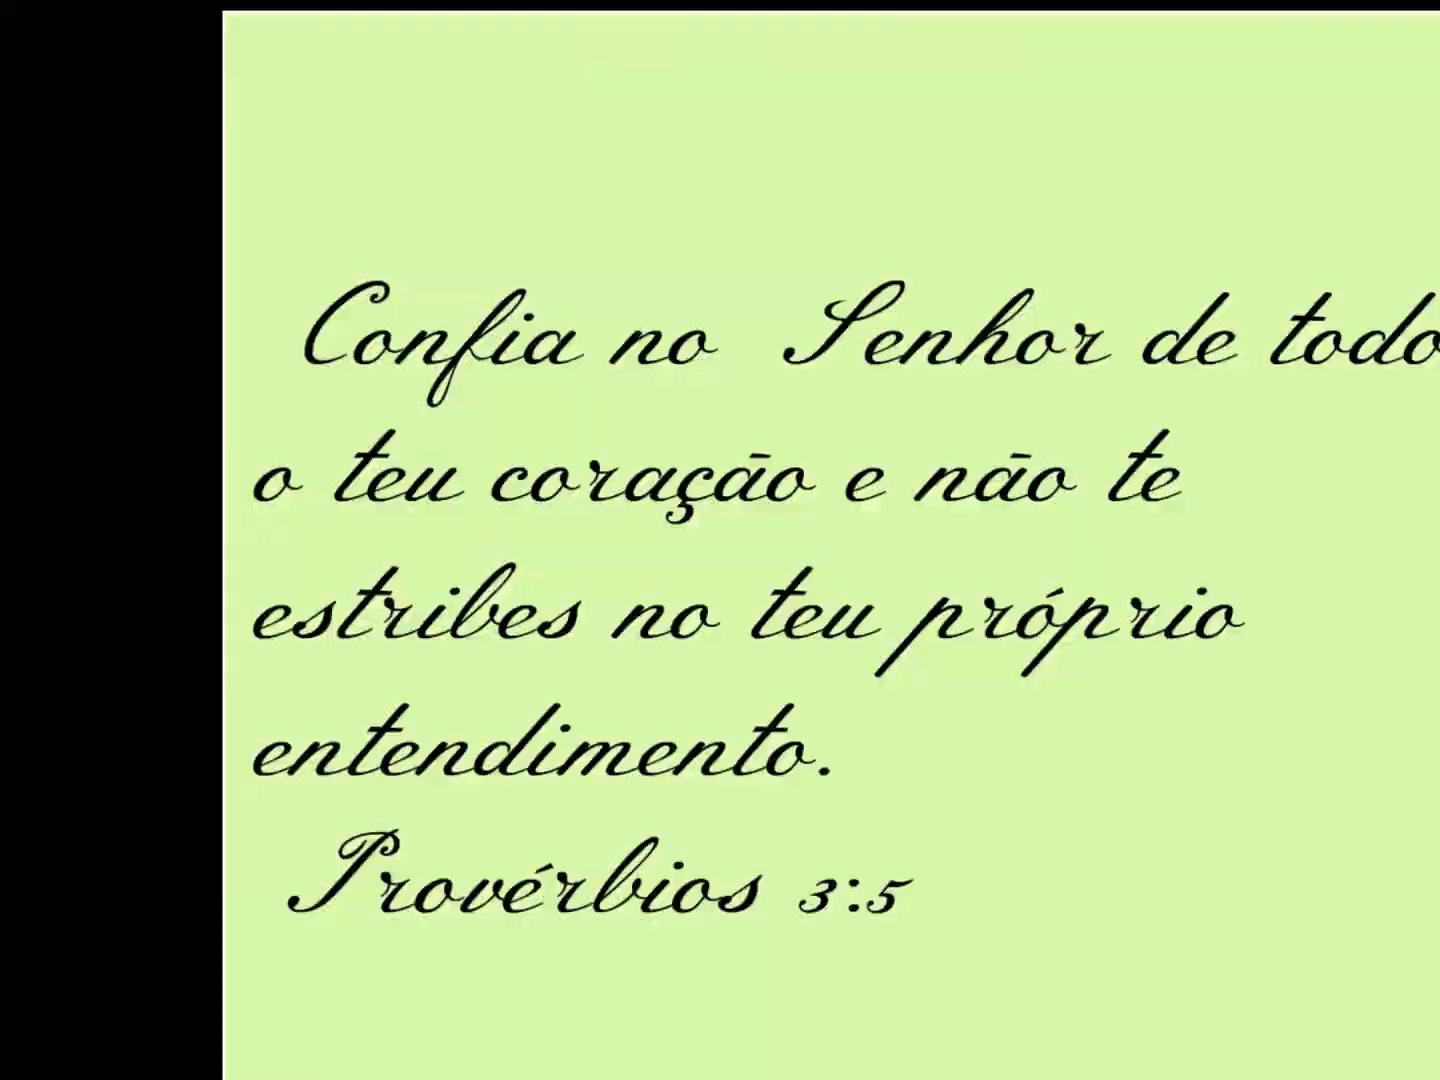 Confia no Senhor de todo
o teu coração e não te
estribes no teu próprio
entendimento.
Provérbios 3:5